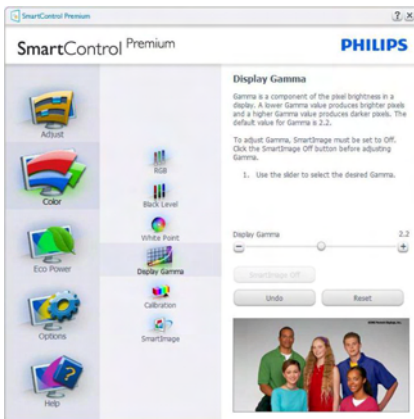 SmartControl Premium
SmartControl Premium
PHILIPS
Adjust
Color
Eco Power
Options
Help
RGB
Black Level
White Point
Display Gamma
Calibration
SmartImage
Display Gamma
Gamma is a component of the pixel brightness in a
display. A lower Gamma value produces brighter pixels
and a higher Gamma value produces darker pixels. The
default value for Gamma is 2.2.
To adjust Gamma, SmartImage must be set to Off.
Click the SmartImage Off button before adjusting
Gamma.
1. Use the slider to select the desired Gamma.
Display Gamma 2.2
SmartImage Off
Undo Reset